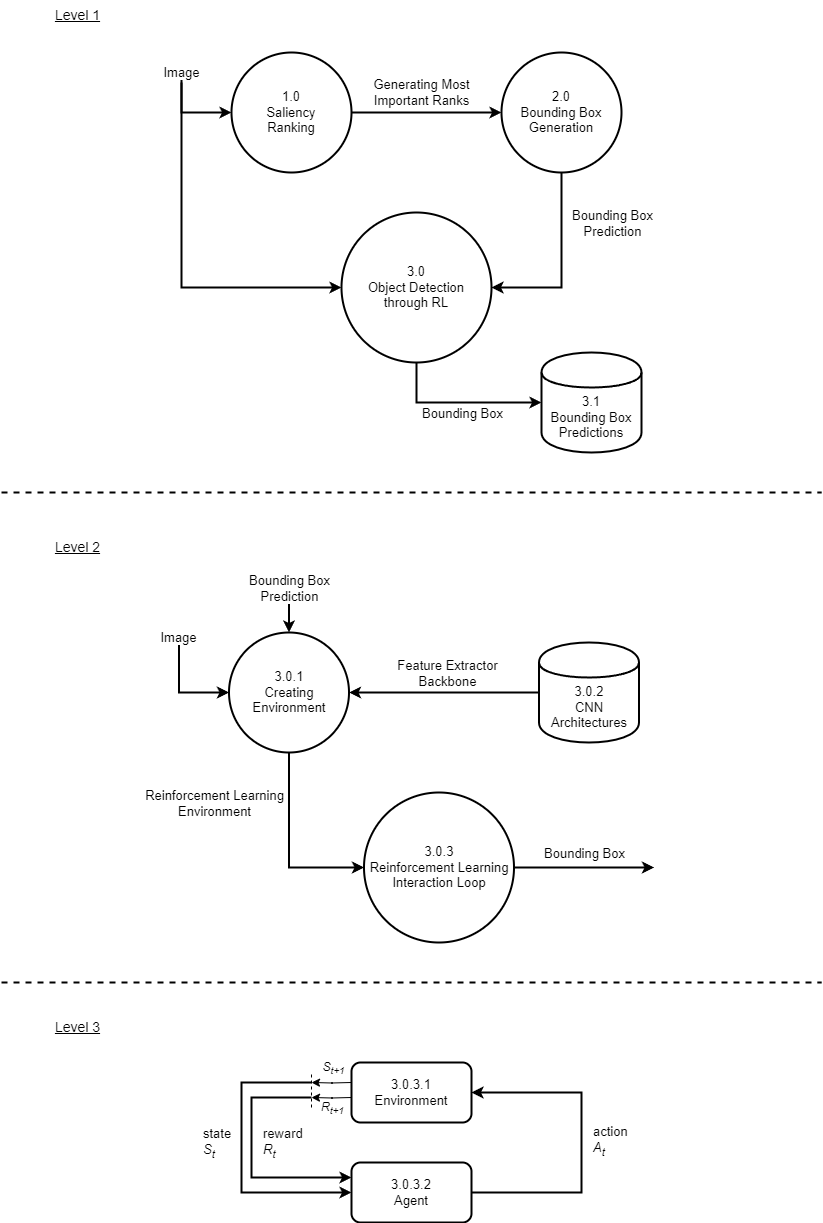 Level 1
Image
1.0
Saliency
Ranking
Generating Most
Important Ranks
2.0
Bounding Box
Generation
Bounding Box
Prediction
3.0
Object Detection
through RL
Bounding Box
3.1
Bounding Box
Predictions
Level 2
Bounding Box
Prediction
Image
3.0.1
Creating
Environment
Feature Extractor
Backbone
3.0.2
CNN
Architectures
Reinforcement Learning
Environment
3.0.3
Reinforcement Learning
Interaction Loop
Bounding Box
Level 3
S_{t+1}
R_{t+1}
3.0.3.1
Environment
state
S_t
reward
R_t
action
A_t
3.0.3.2
Agent